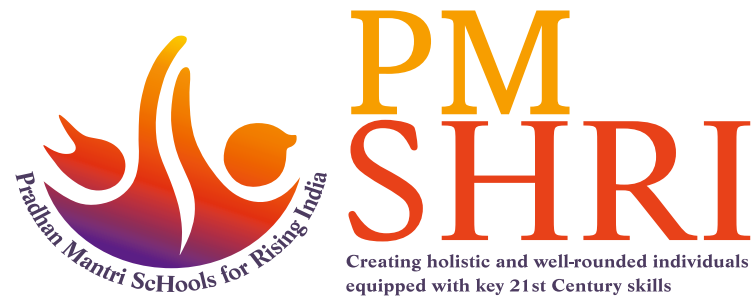 Pradhan Mantri ScHools for Rising India
PM
SHRI
Creating holistic and well-rounded individuals
equipped with key 21st Century skills